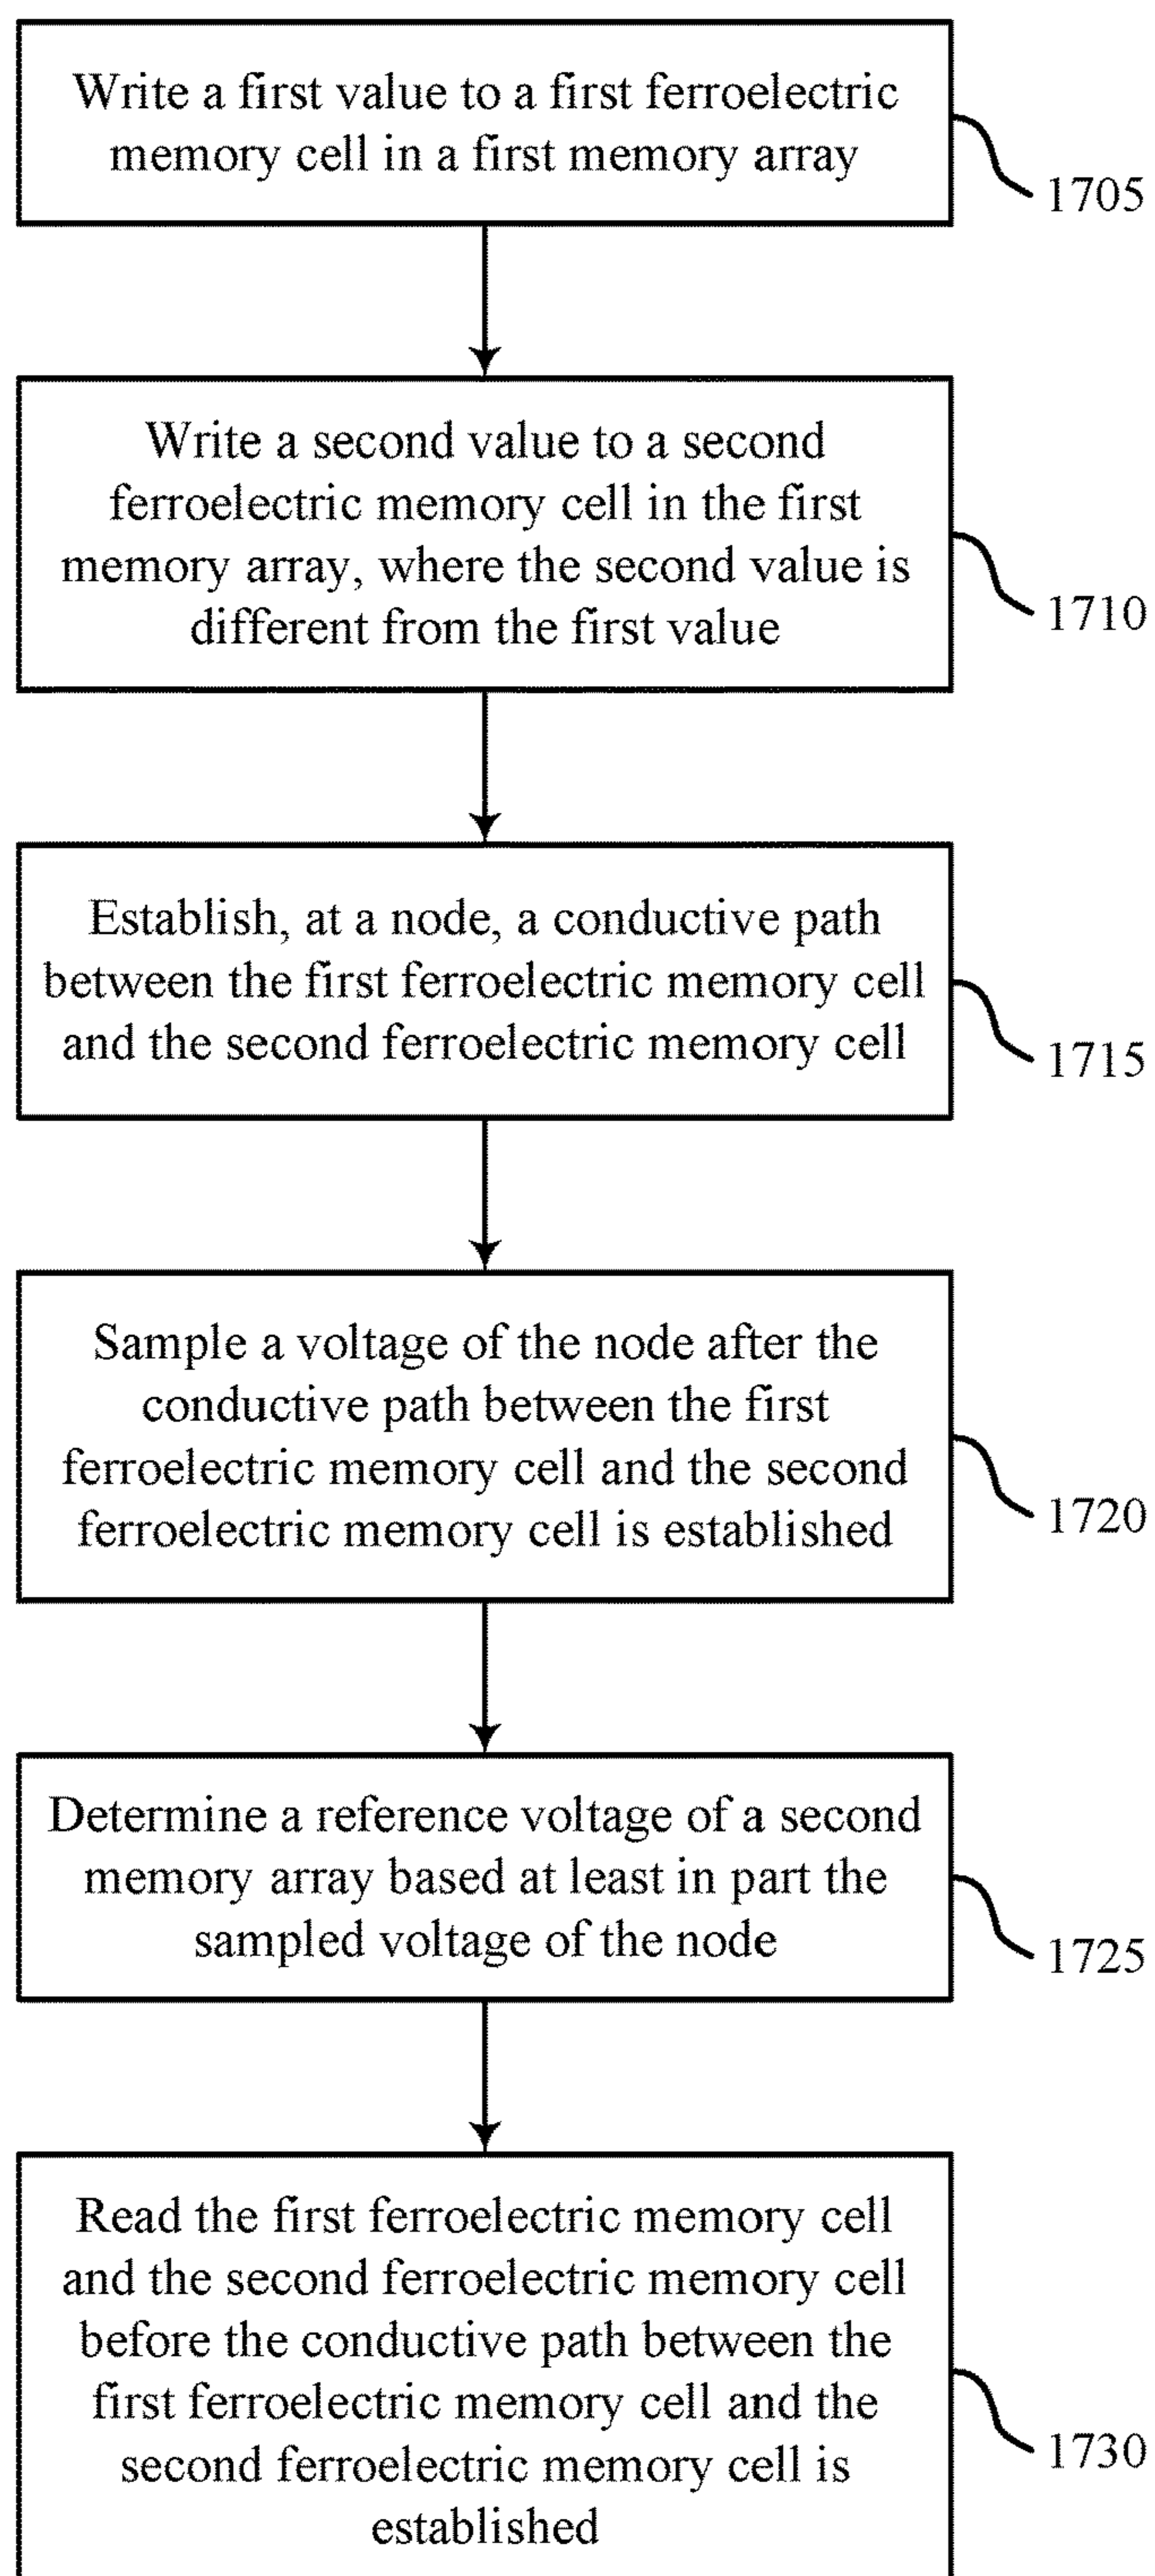 Write a first value to a first ferroelectric
memory cell in a first memory array
1705
Write a second value to a second
ferroelectric memory cell in the first
memory array, where the second value is
different from the first value
1710
Establish, at a node, a conductive path
between the first ferroelectric memory cell
and the second ferroelectric memory cell
1715
Sample a voltage of the node after the
conductive path between the first
ferroelectric memory cell and the second
ferroelectric memory cell is established
1720
Determine a reference voltage of a second
memory array based at least in part the
sampled voltage of the node
1725
Read the first ferroelectric memory cell
and the second ferroelectric memory cell
before the conductive path between the
first ferroelectric memory cell and the
second ferroelectric memory cell is
established
1730